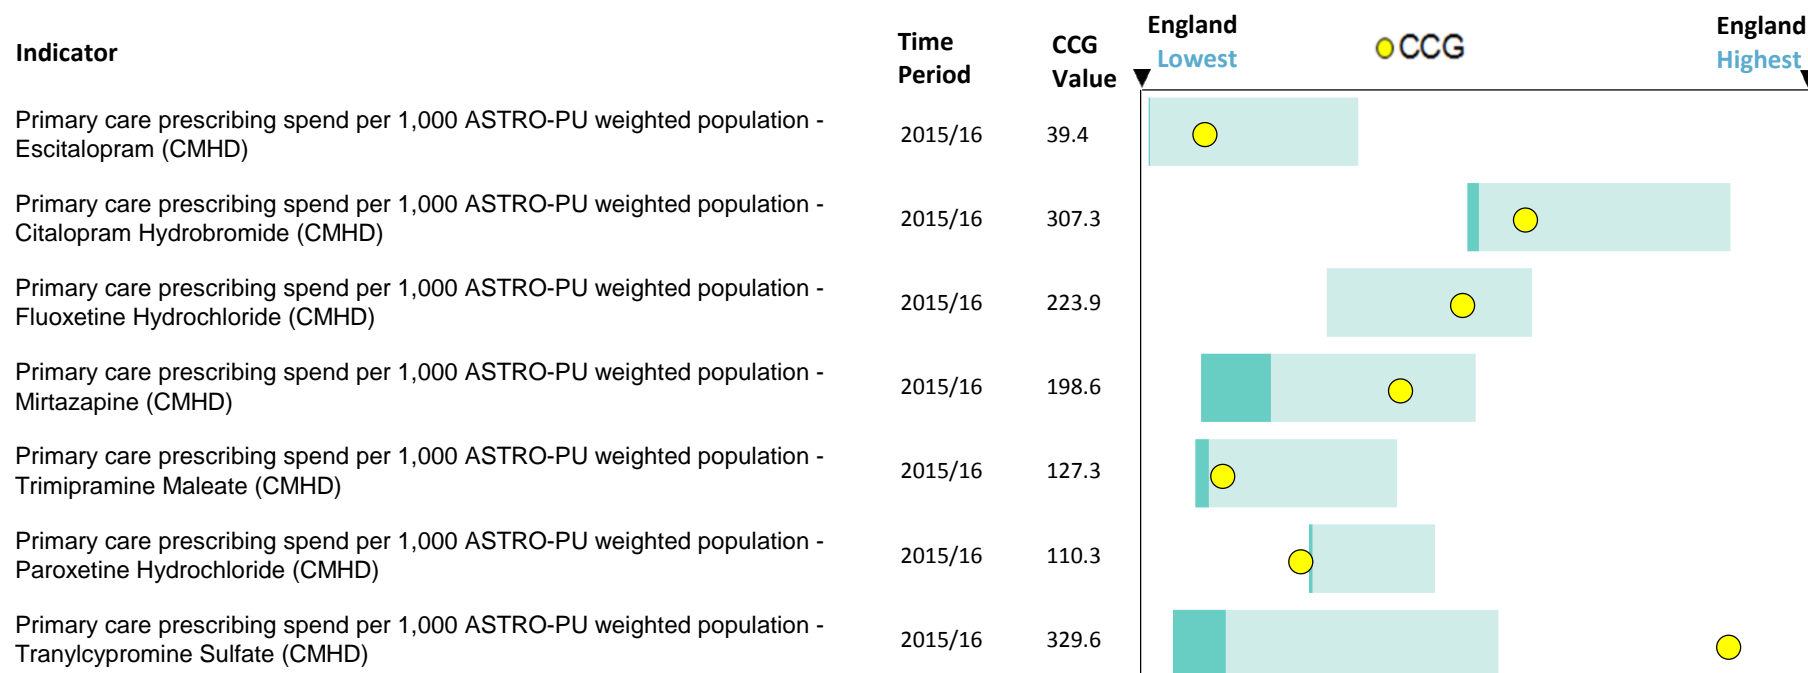 Indicator
Time
Period
CCG
Value
England
Lowest
CCG
England
Highest
Primary care prescribing spend per 1,000 ASTRO-PU weighted population -
Escitalopram (CMHD)
2015/16
39.4
Primary care prescribing spend per 1,000 ASTRO-PU weighted population -
Citalopram Hydrobromide (CMHD)
2015/16
307.3
Primary care prescribing spend per 1,000 ASTRO-PU weighted population -
Fluoxetine Hydrochloride (CMHD)
2015/16
223.9
Primary care prescribing spend per 1,000 ASTRO-PU weighted population -
Mirtazapine (CMHD)
2015/16
198.6
Primary care prescribing spend per 1,000 ASTRO-PU weighted population -
Trimipramine Maleate (CMHD)
2015/16
127.3
Primary care prescribing spend per 1,000 ASTRO-PU weighted population -
Paroxetine Hydrochloride (CMHD)
2015/16
110.3
Primary care prescribing spend per 1,000 ASTRO-PU weighted population -
Tranylcypromine Sulfate (CMHD)
2015/16
329.6